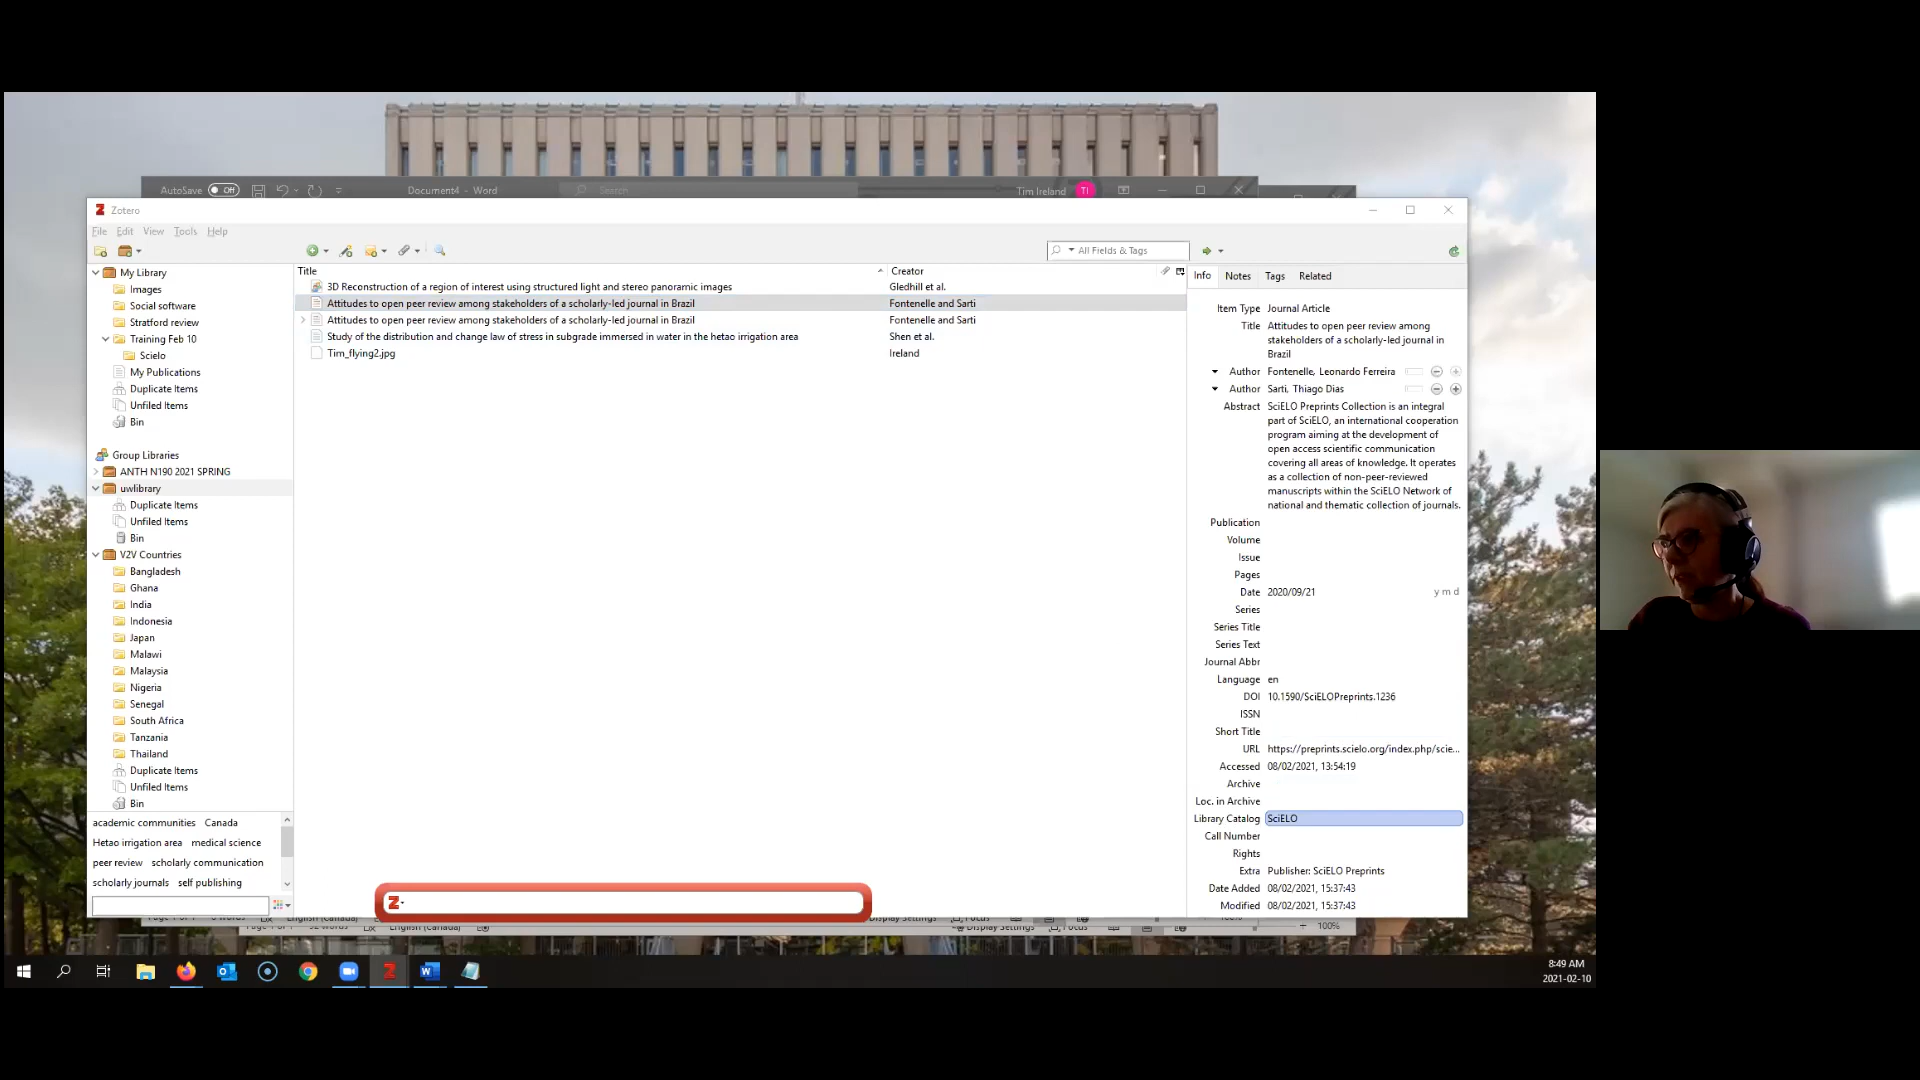 AutoSave Off Document4 - Word Search Tim Ireland TI
Zotero
File Edit View Tools Help
All Fields & Tags
My Library
Images
Social software
Stratford review
Training Feb 10
Scielo
My Publications
Duplicate Items
Unfiled Items
Bin
Group Libraries
ANTH N190 2021 SPRING
uwlibrary
Duplicate Items
Unfiled Items
Bin
V2V Countries
Bangladesh
Ghana
India
Indonesia
Japan
Malawi
Malaysia
Nigeria
Senegal
South Africa
Tanzania
Thailand
Duplicate Items
Unfiled Items
Bin
academic communities Canada
Hetao irrigation area medical science
peer review scholarly communication
scholarly journals self publishing
Title Creator
3D Reconstruction of a region of interest using structured light and stereo panoramic images Gledhill et al.
Attitudes to open peer review among stakeholders of a scholarly-led journal in Brazil Fontenelle and Sarti
Attitudes to open peer review among stakeholders of a scholarly-led journal in Brazil Fontenelle and Sarti
Study of the distribution and change law of stress in subgrade immersed in water in the hetao irrigation area Shen et al.
Tim_flying2.jpg Ireland
Info Notes Tags Related
Item Type Journal Article
Title Attitudes to open peer review among
stakeholders of a scholarly-led journal in
Brazil
Author Fontenelle, Leonardo Ferreira
Author Sarti, Thiago Dias
Abstract SciELO Preprints Collection is an integral
part of SciELO, an international cooperation
program aiming at the development of
open access scientific communication
covering all areas of knowledge. It operates
as a collection of non-peer-reviewed
manuscripts within the SciELO Network of
national and thematic collection of journals.
Publication
Volume
Issue
Pages
Date 2020/09/21 y m d
Series
Series Title
Series Text
Journal Abbr
Language en
DOI 10.1590/SciELOPreprints.1236
ISSN
Short Title
URL https://preprints.scielo.org/index.php/scie...
Accessed 08/02/2021, 13:54:19
Archive
Loc. in Archive
Library Catalog SciELO
Call Number
Rights
Extra Publisher: SciELO Preprints
Date Added 08/02/2021, 15:37:43
Modified 08/02/2021, 15:37:43
Z
English (Canada) Display Settings Focus 100%
8:49 AM
2021-02-10